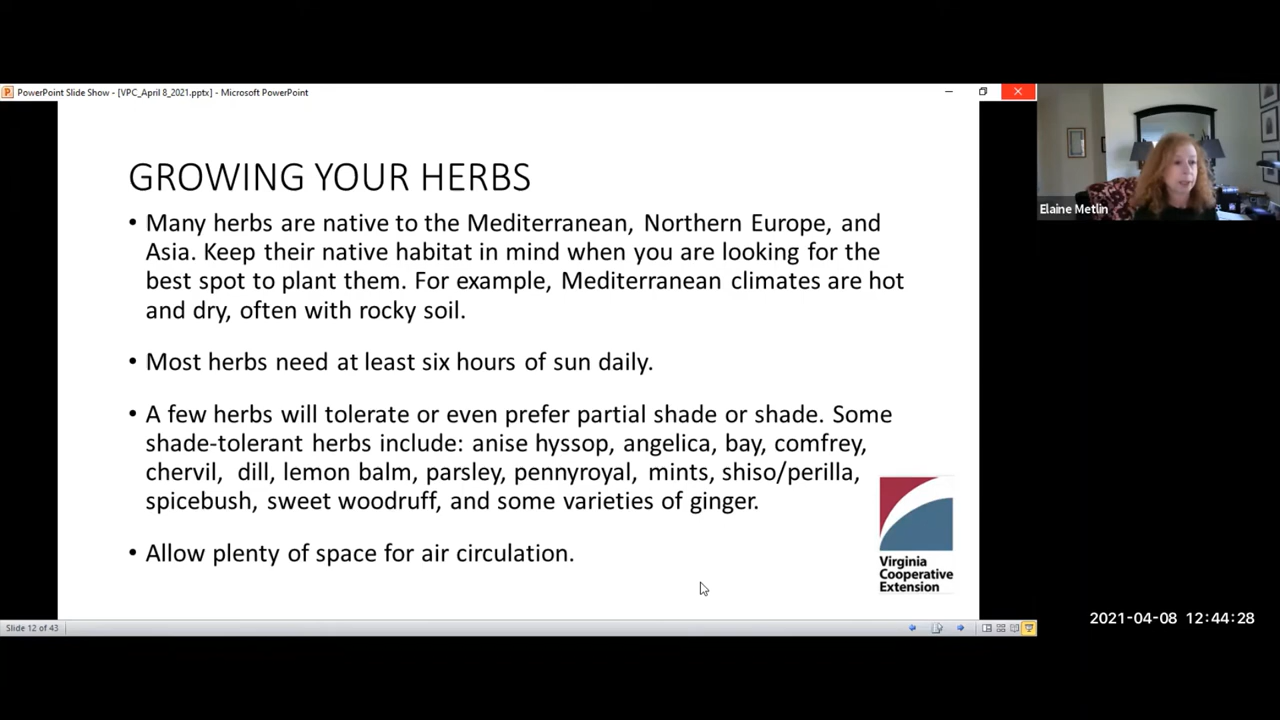 PowerPoint Slide Show - [VPC_April 8_2021.pptx] - Microsoft PowerPoint
GROWING YOUR HERBS
• Many herbs are native to the Mediterranean, Northern Europe, and
Asia. Keep their native habitat in mind when you are looking for the
best spot to plant them. For example, Mediterranean climates are hot
and dry, often with rocky soil.
• Most herbs need at least six hours of sun daily.
• A few herbs will tolerate or even prefer partial shade or shade. Some
shade-tolerant herbs include: anise hyssop, angelica, bay, comfrey,
chervil, dill, lemon balm, parsley, pennyroyal, mints, shiso/perilla,
spicebush, sweet woodruff, and some varieties of ginger.
• Allow plenty of space for air circulation.
Virginia
Cooperative
Extension
Slide 12 of 43
Elaine Metlin
2021-04-08 12:44:28